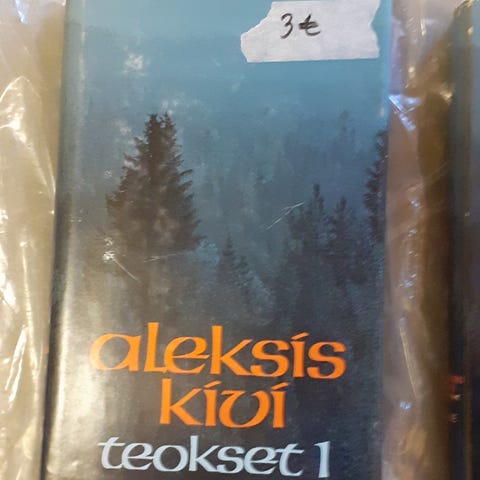 3 €
aleksis
kivi
teokset 1